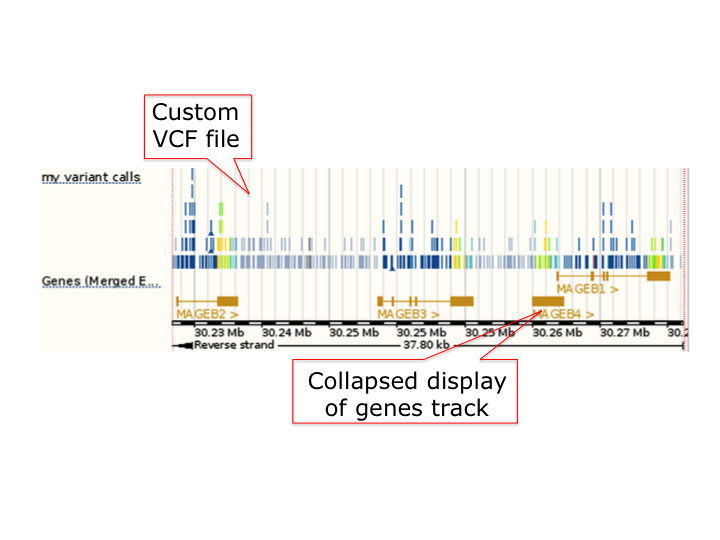 Custom
VCF file
my variant calls
Genes (Merged E...
MAGEB1 >
MAGEB2 >
MAGEB3 >
MAGEB4 >
30.23 Mb
30.24 Mb
30.25 Mb
30.25 Mb
30.25 Mb
30.26 Mb
30.27 Mb
30.2
Reverse strand
37.80 kb
Collapsed display
of genes track